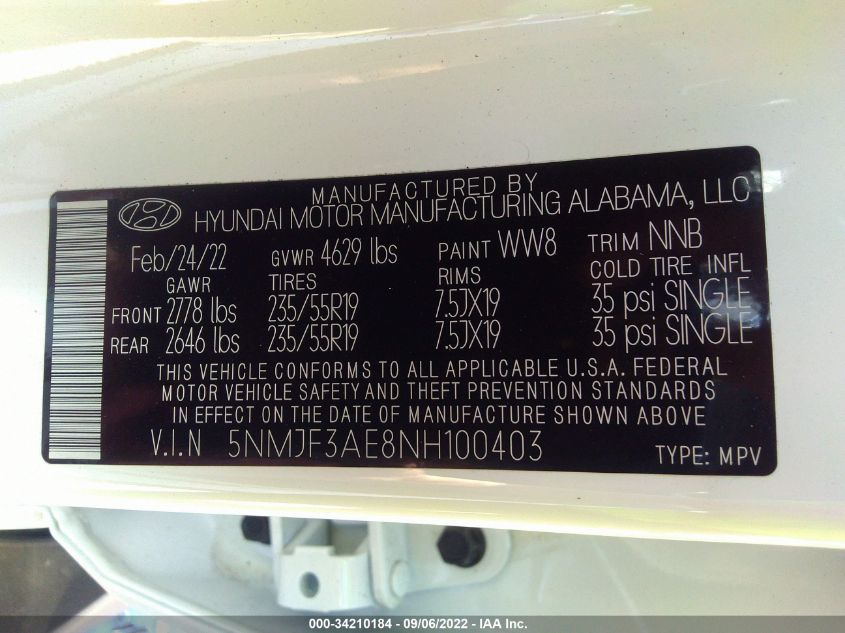 MANUFACTURED BY
HYUNDAI MOTOR MANUFACTURING ALABAMA, LLC
Feb/24/22 GVWR 4629 lbs PAINT WW8 TRIM NNB
GAWR TIRES RIMS COLD TIRE INFL
FRONT 2778 lbs 235/55R19 7.5JX19 35 psi SINGLE
REAR 2646 lbs 235/55R19 7.5JX19 35 psi SINGLE
THIS VEHICLE CONFORMS TO ALL APPLICABLE U.S.A. FEDERAL
MOTOR VEHICLE SAFETY AND THEFT PREVENTION STANDARDS
IN EFFECT ON THE DATE OF MANUFACTURE SHOWN ABOVE.
V.I.N 5NMJF3AE8NH100403 TYPE: MPV
000-34210184 - 09/06/2022 - IAA Inc.